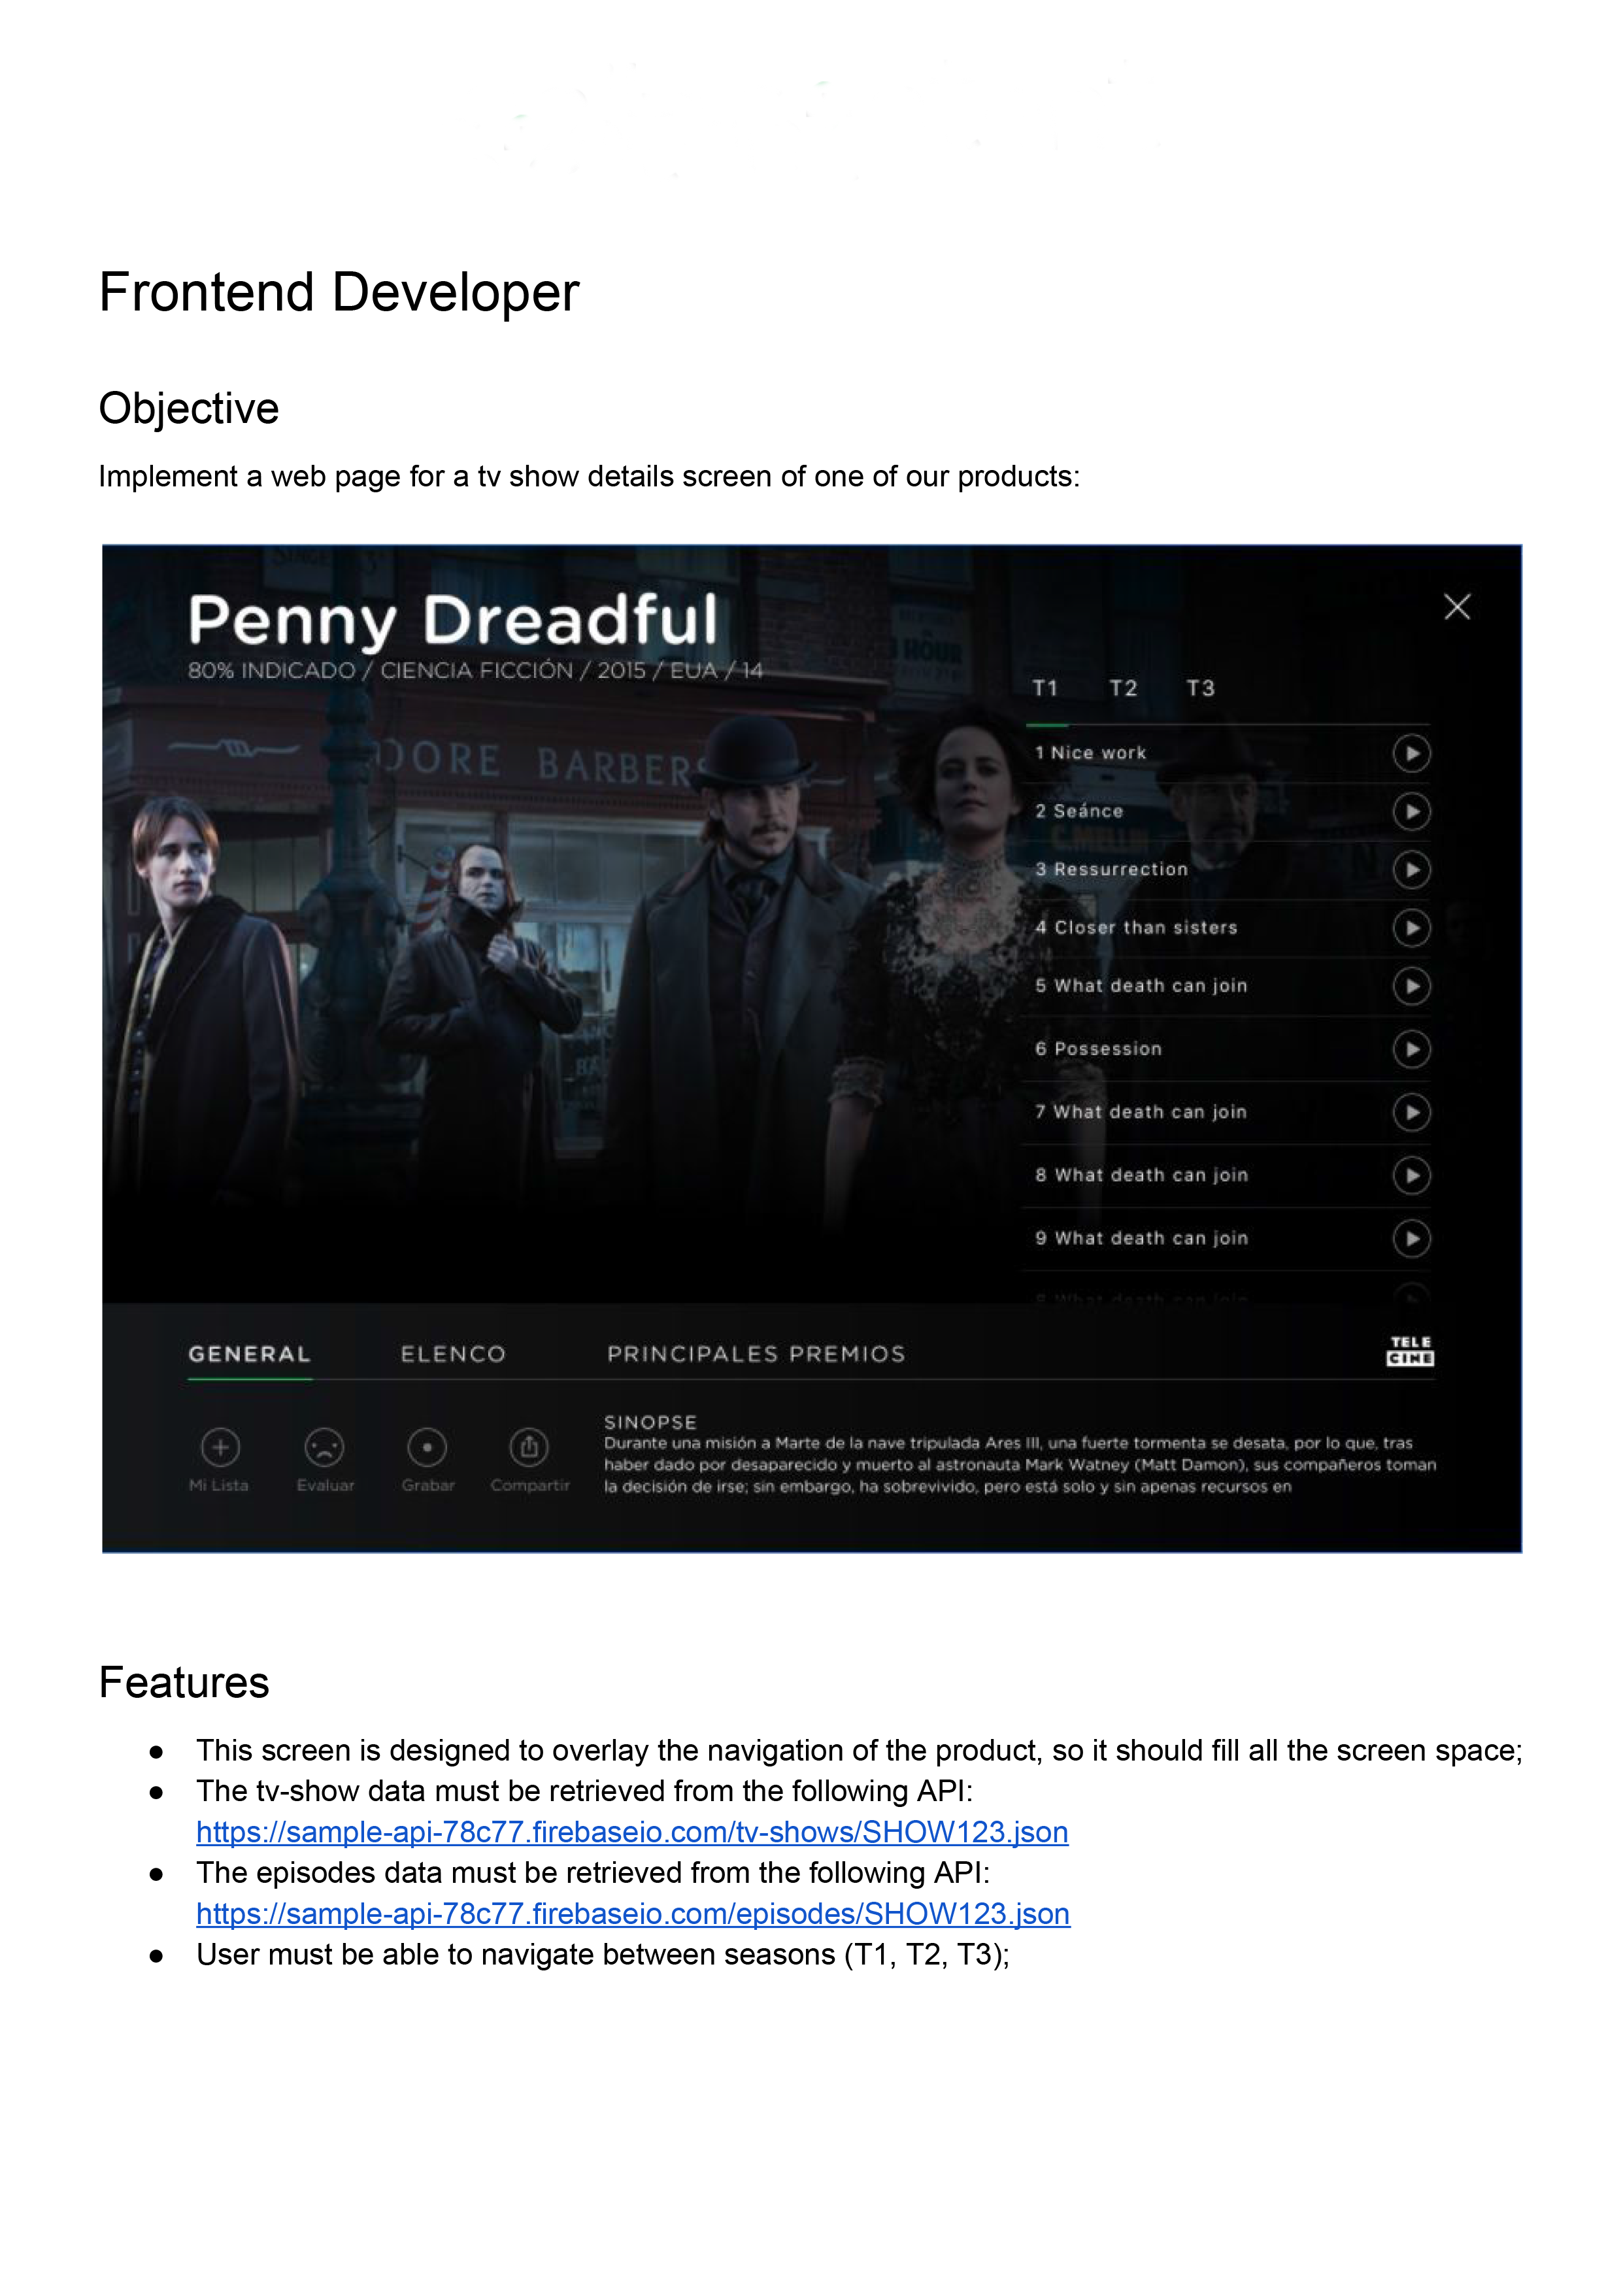 Frontend Developer
Objective
Implement a web page for a tv show details screen of one of our products:
Penny Dreadful
80% INDICADO / CIENCIA FICCIÓN / 2015 / EUA / 14
T1 T2 T3
DORE BARBERS
HOUR
C.MELLI
1 Nice work
2 Seánce
3 Ressurrection
4 Closer than sisters
5 What death can join
6 Possession
7 What death can join
8 What death can join
9 What death can join
8 What death can join
GENERAL ELENCO PRINCIPALES PREMIOS
TELE
CINE
SINOPSE
Durante una misión a Marte de la nave tripulada Ares III, una fuerte tormenta se desata, por lo que, tras
haber dado por desaparecido y muerto al astronauta Mark Watney (Matt Damon), sus compañeros toman
la decisión de irse; sin embargo, ha sobrevivido, pero está solo y sin apenas recursos en
Mi Lista Evaluar Grabar Compartir
Features
● This screen is designed to overlay the navigation of the product, so it should fill all the screen space;
● The tv-show data must be retrieved from the following API:
https://sample-api-78c77.firebaseio.com/tv-shows/SHOW123.json
● The episodes data must be retrieved from the following API:
https://sample-api-78c77.firebaseio.com/episodes/SHOW123.json
● User must be able to navigate between seasons (T1, T2, T3);